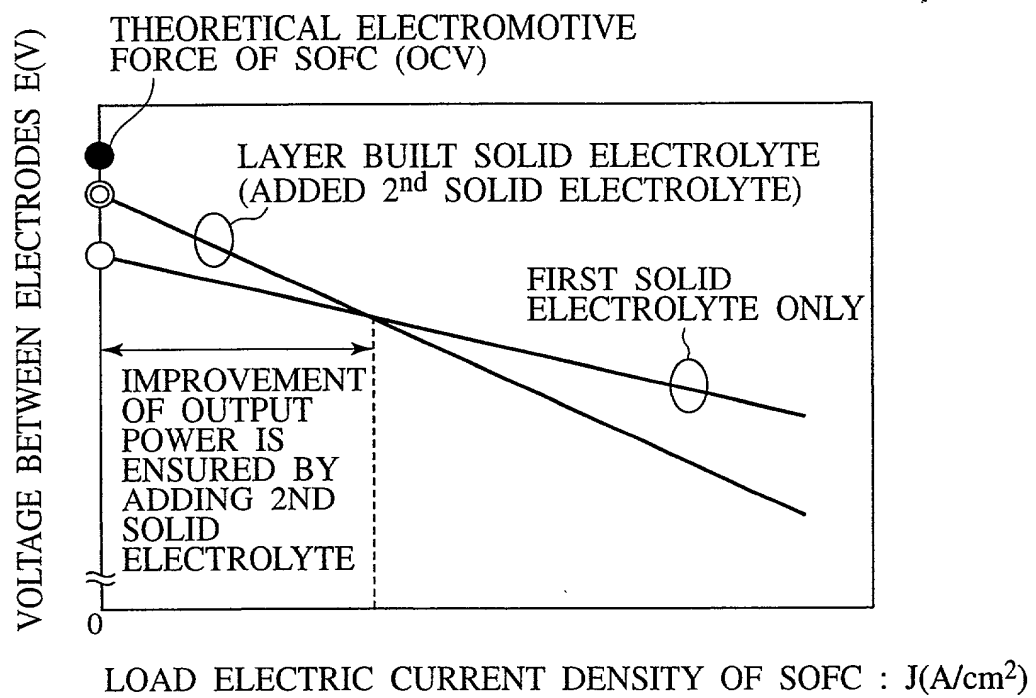 THEORETICAL ELECTROMOTIVE
FORCE OF SOFC (OCV)
VOLTAGE BETWEEN ELECTRODES E(V)
LAYER BUILT SOLID ELECTROLYTE
(ADDED 2nd SOLID ELECTROLYTE)
FIRST SOLID
ELECTROLYTE ONLY
IMPROVEMENT
OF OUTPUT
POWER IS
ENSURED BY
ADDING 2ND
SOLID
ELECTROLYTE
0
LOAD ELECTRIC CURRENT DENSITY OF SOFC : J(A/cm²)